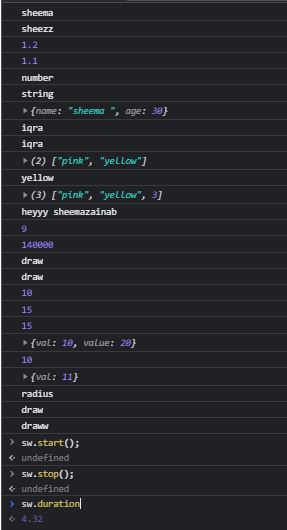 sheema
sheezz
1.2
1.1
number
string
▸{name: "sheema ", age: 30}
iqra
iqra
▸(2) ["pink", "yellow"]
yellow
▸(3) ["pink", "yellow", 3]
heyyy sheemazainab
9
140000
draw
draw
10
15
15
▸{val: 10, value: 20}
10
▸{val: 11}
radius
draw
draww
> sw.start();
<· undefined
> sw.stop();
<· undefined
> sw.duration
<· 4.32